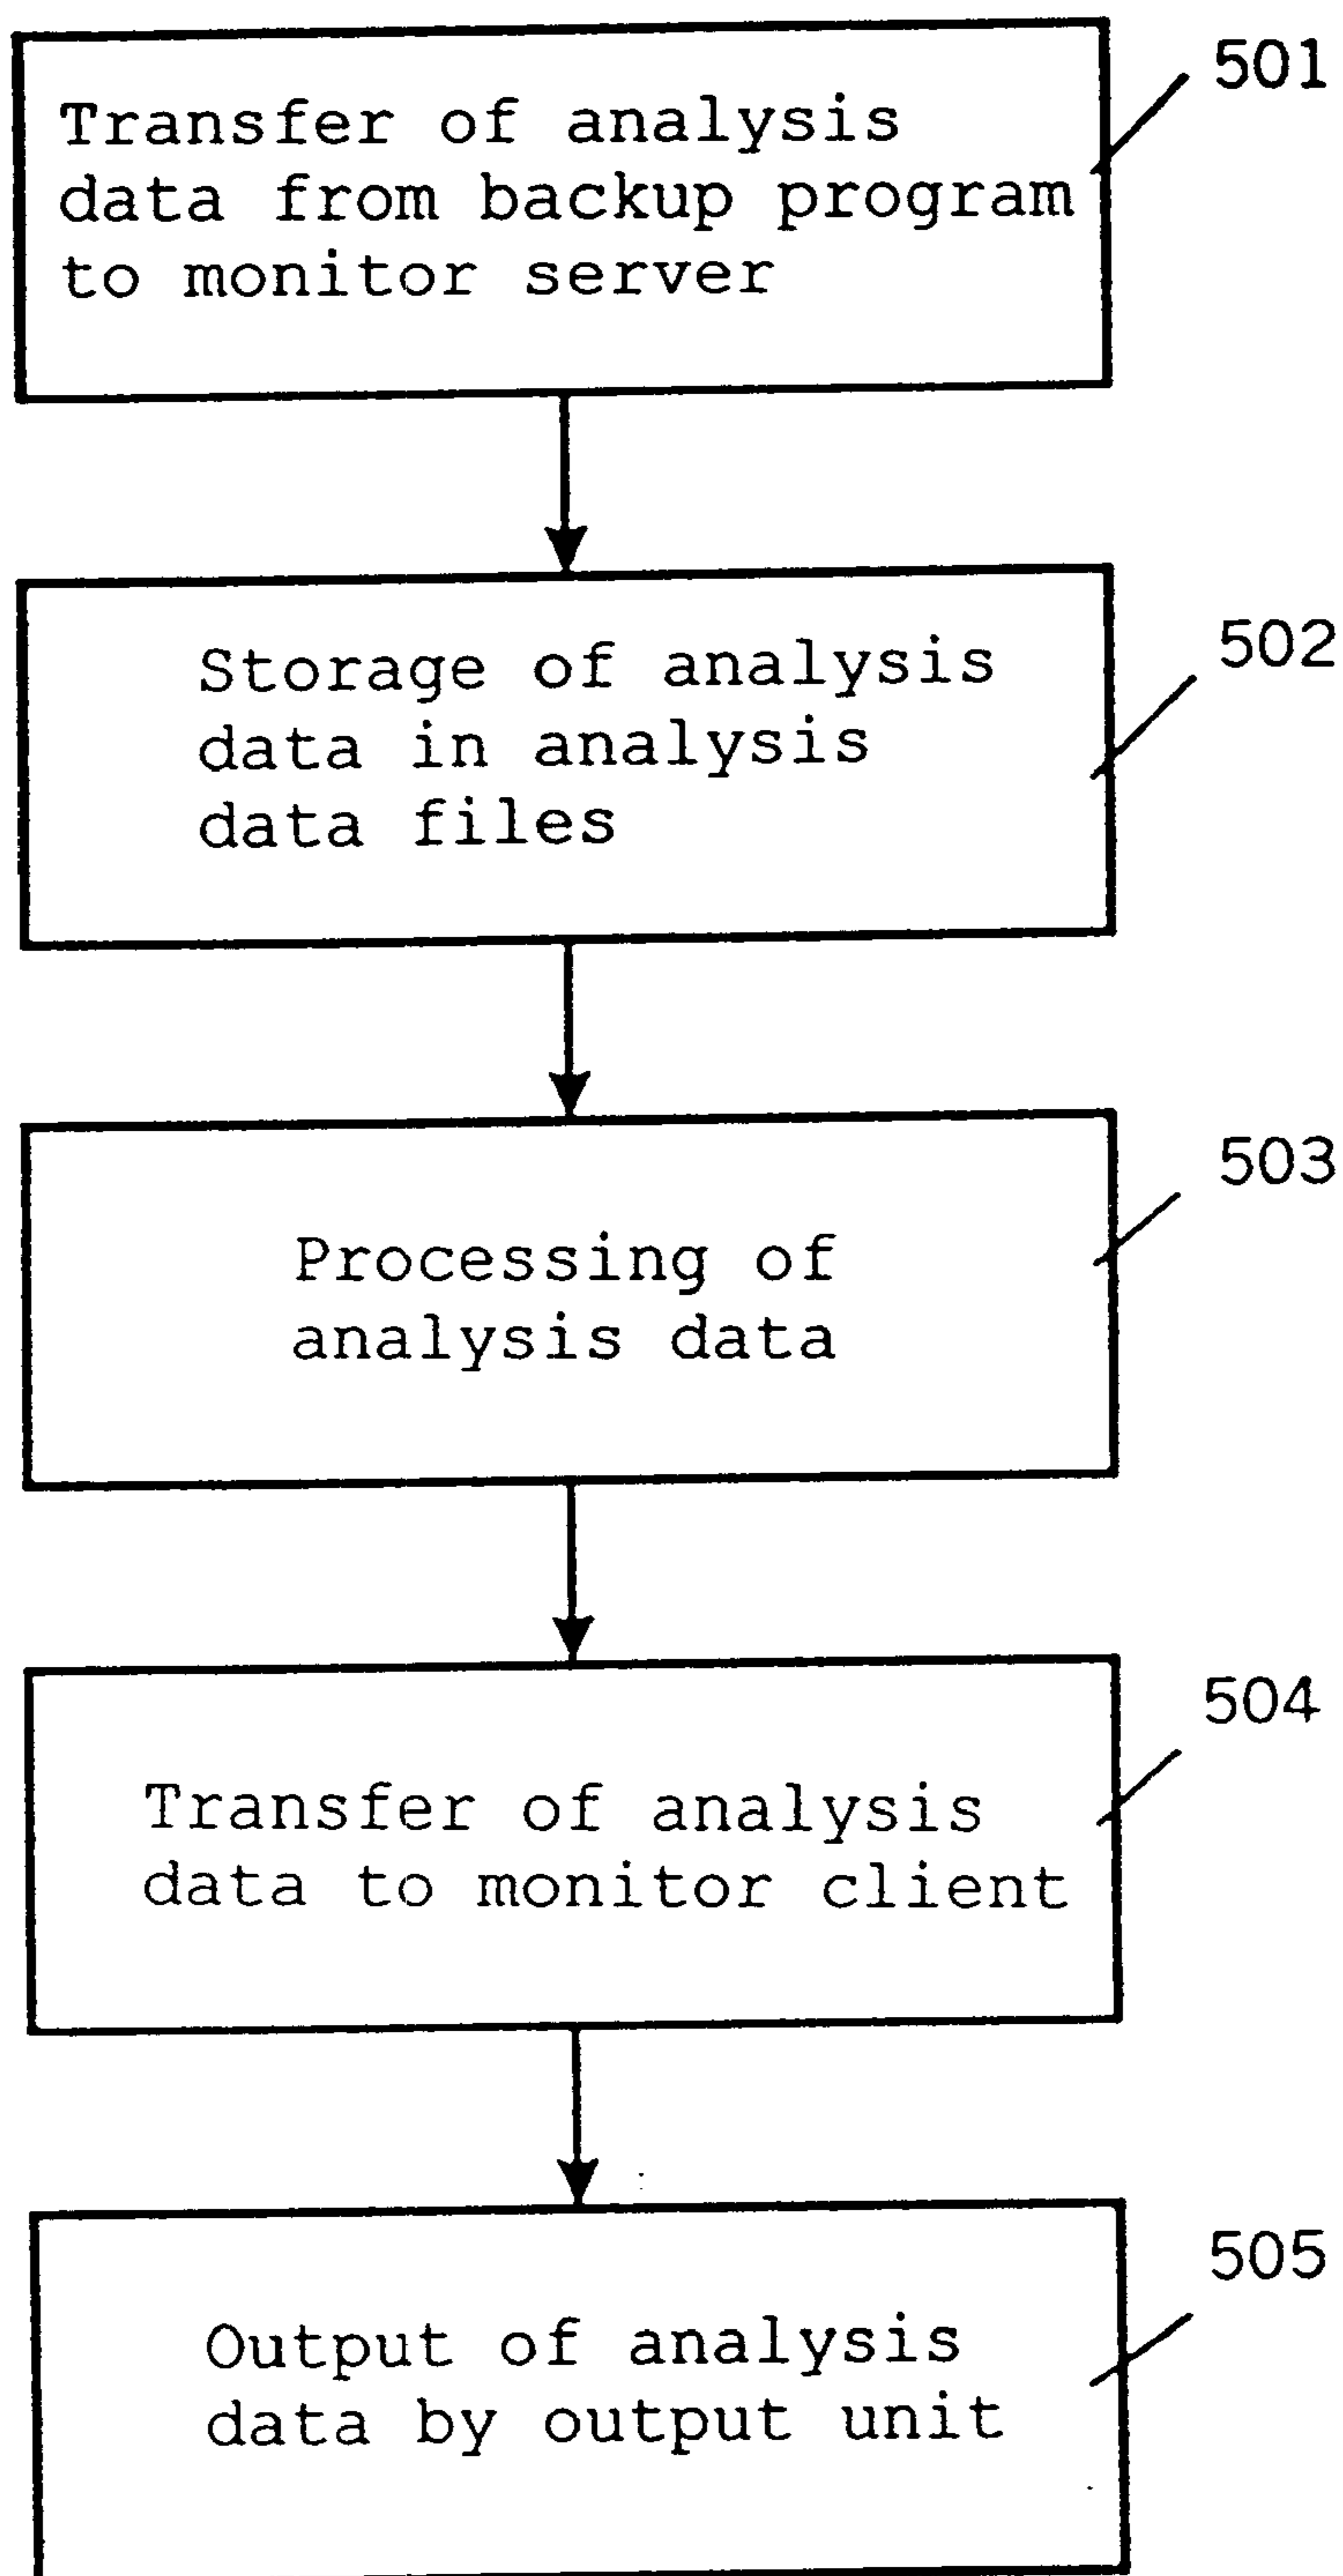 501
Transfer of analysis
data from backup program
to monitor server
502
Storage of analysis
data in analysis
data files
503
Processing of
analysis data
504
Transfer of analysis
data to monitor client
505
Output of analysis
data by output unit